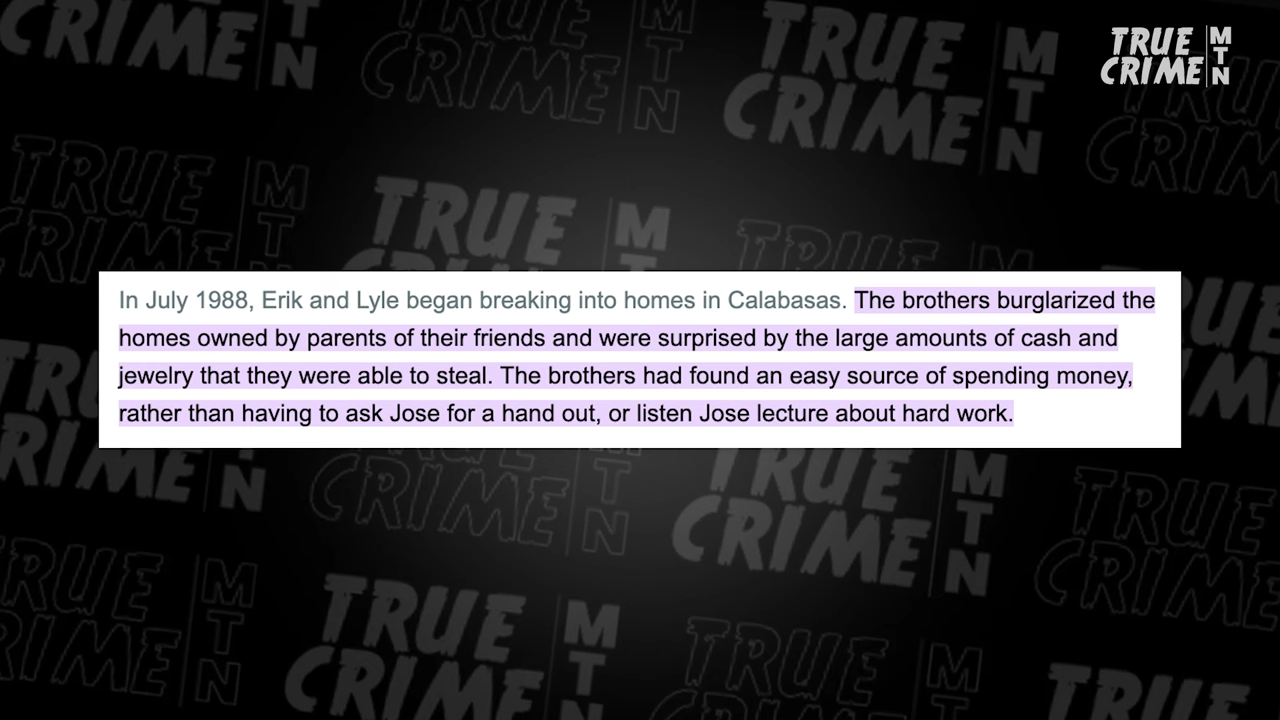 TRUE CRIME MTN
In July 1988, Erik and Lyle began breaking into homes in Calabasas. The brothers burglarized the
homes owned by parents of their friends and were surprised by the large amounts of cash and
jewelry that they were able to steal. The brothers had found an easy source of spending money,
rather than having to ask Jose for a hand out, or listen Jose lecture about hard work.